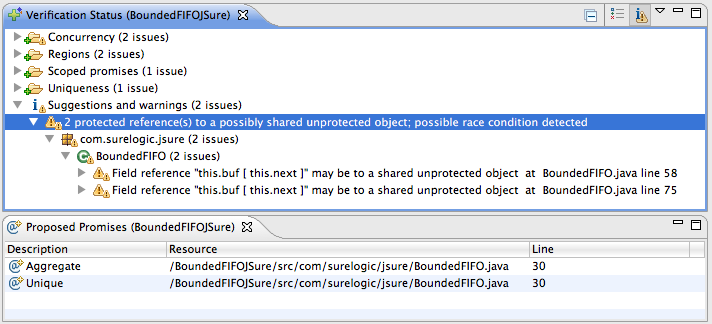 Verification Status (BoundedFIFOJSure)
Concurrency (2 issues)
Regions (2 issues)
Scoped promises (1 issue)
Uniqueness (1 issue)
Suggestions and warnings (2 issues)
2 protected reference(s) to a possibly shared unprotected object; possible race condition detected
com.surelogic.jsure (2 issues)
BoundedFIFO (2 issues)
Field reference "this.buf [ this.next ]" may be to a shared unprotected object at BoundedFIFO.java line 58
Field reference "this.buf [ this.next ]" may be to a shared unprotected object at BoundedFIFO.java line 75
Proposed Promises (BoundedFIFOJSure)
Description Resource Line
Aggregate /BoundedFIFOJSure/src/com/surelogic/jsure/BoundedFIFO.java 30
Unique /BoundedFIFOJSure/src/com/surelogic/jsure/BoundedFIFO.java 30